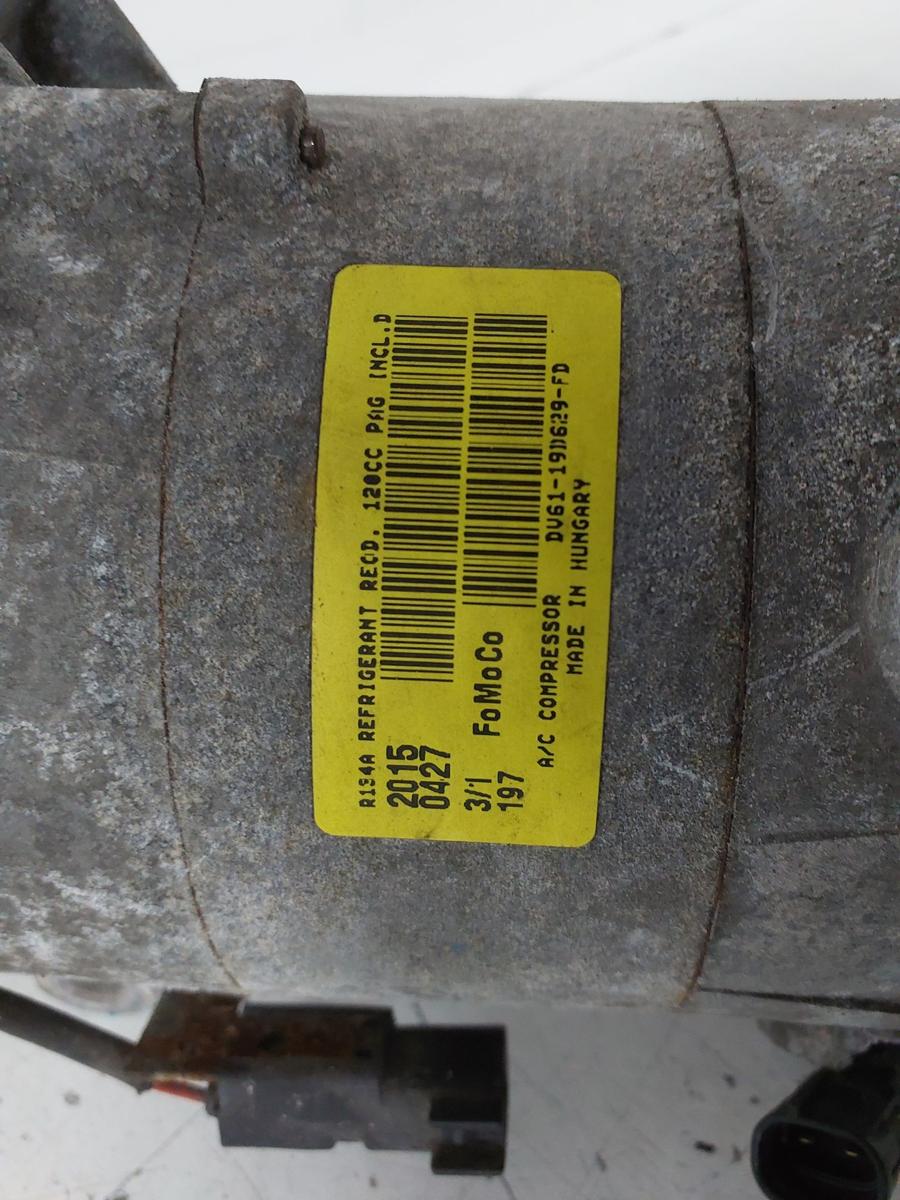 R134A REFRIGERANT REQD. 120CC PAG INCL.D
2015
0427
3/1
197
FoMoCo
A/C COMPRESSOR DV61-19D629-FD
MADE IN HUNGARY